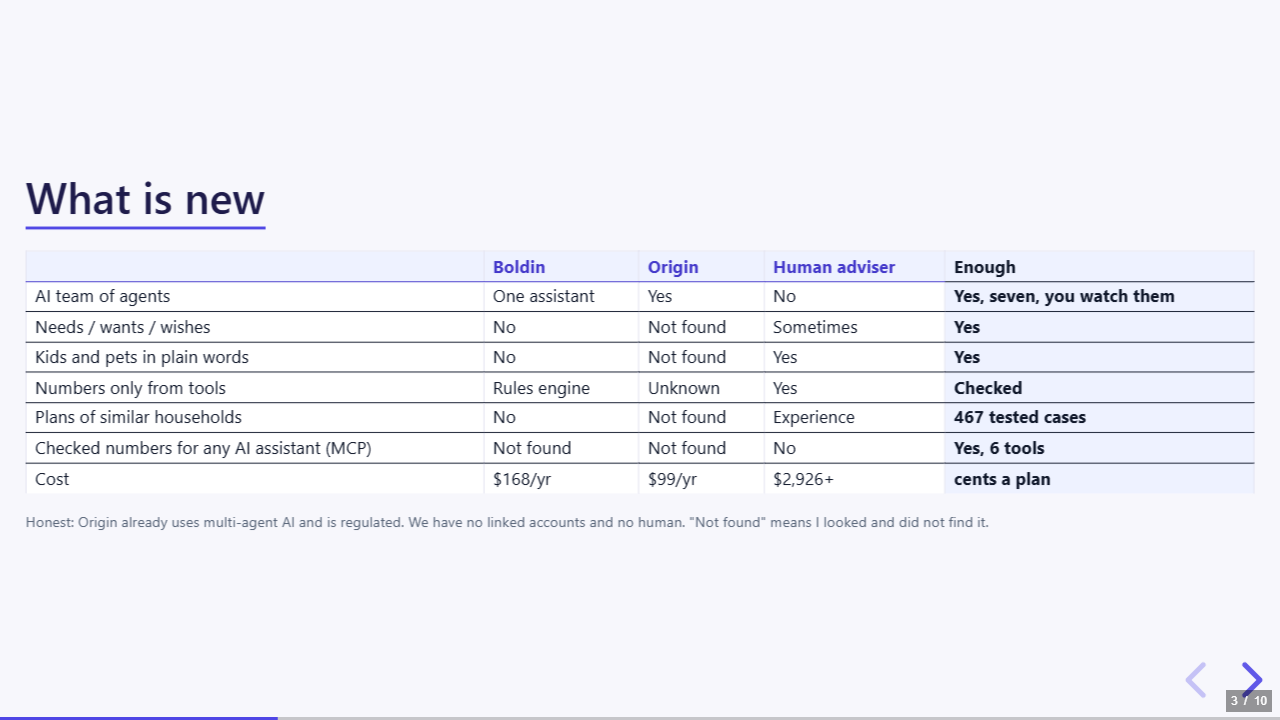 What is new
Boldin Origin Human adviser Enough
AI team of agents One assistant Yes No Yes, seven, you watch them
Needs / wants / wishes No Not found Sometimes Yes
Kids and pets in plain words No Not found Yes Yes
Numbers only from tools Rules engine Unknown Yes Checked
Plans of similar households No Not found Experience 467 tested cases
Checked numbers for any AI assistant (MCP) Not found Not found No Yes, 6 tools
Cost $168/yr $99/yr $2,926+ cents a plan
Honest: Origin already uses multi-agent AI and is regulated. We have no linked accounts and no human. "Not found" means I looked and did not find it.
3 / 10